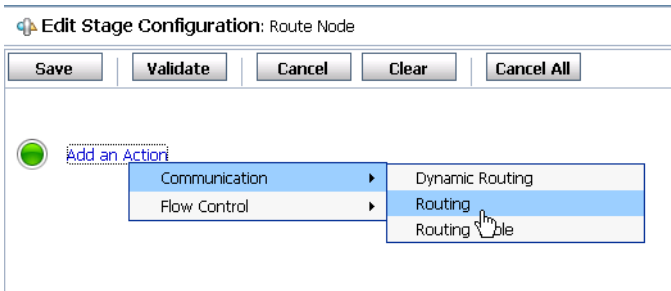 Edit Stage Configuration: Route Node
Save Validate Cancel Clear Cancel All
Add an Action
Communication
Flow Control
Dynamic Routing
Routing
Routing